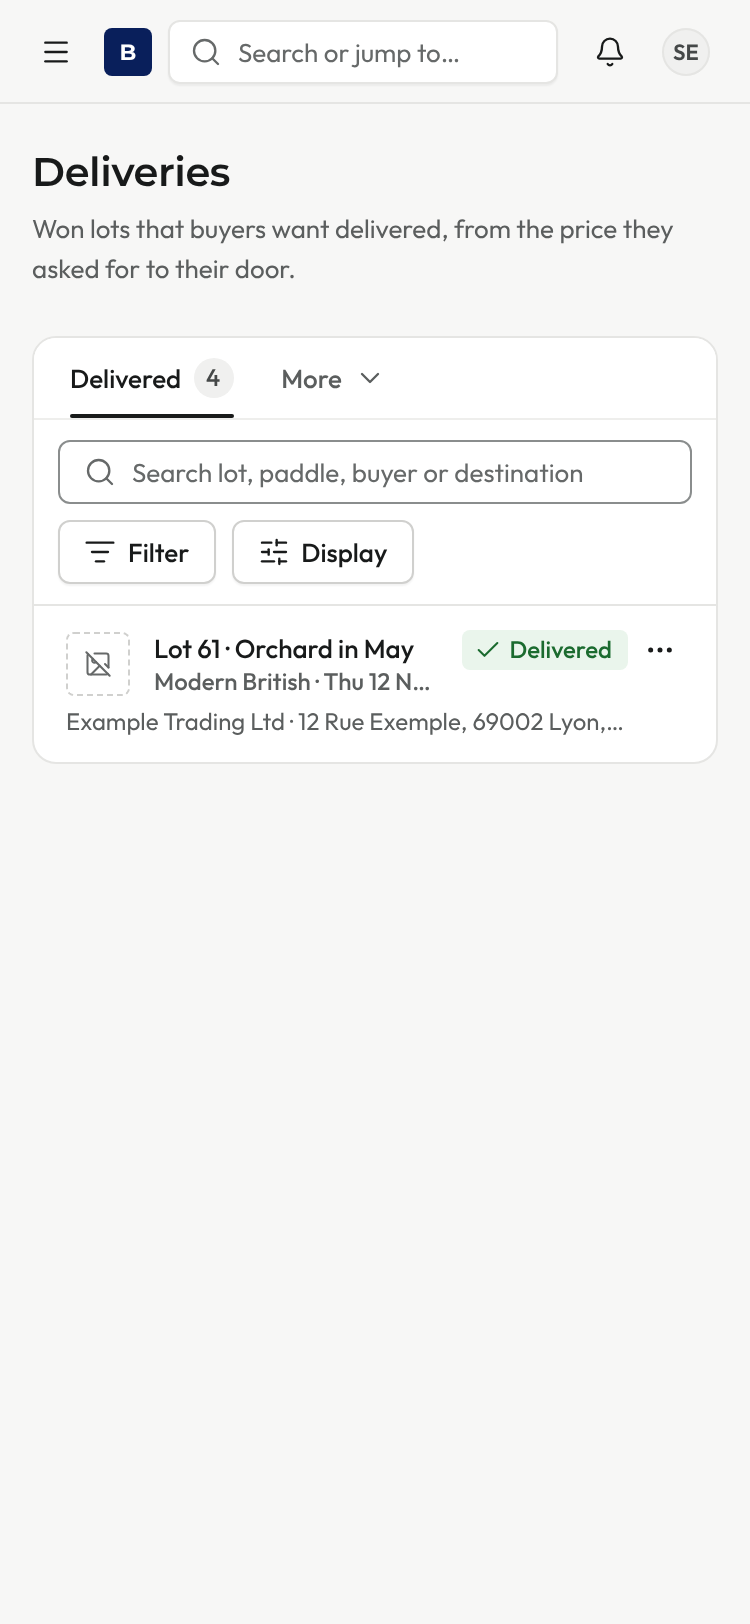 B
Search or jump to…
SE
Deliveries
Won lots that buyers want delivered, from the price they
asked for to their door.
Delivered 4
More
Search lot, paddle, buyer or destination
Filter
Display
Lot 61 · Orchard in May
Delivered
Modern British · Thu 12 N…
Example Trading Ltd · 12 Rue Exemple, 69002 Lyon,…